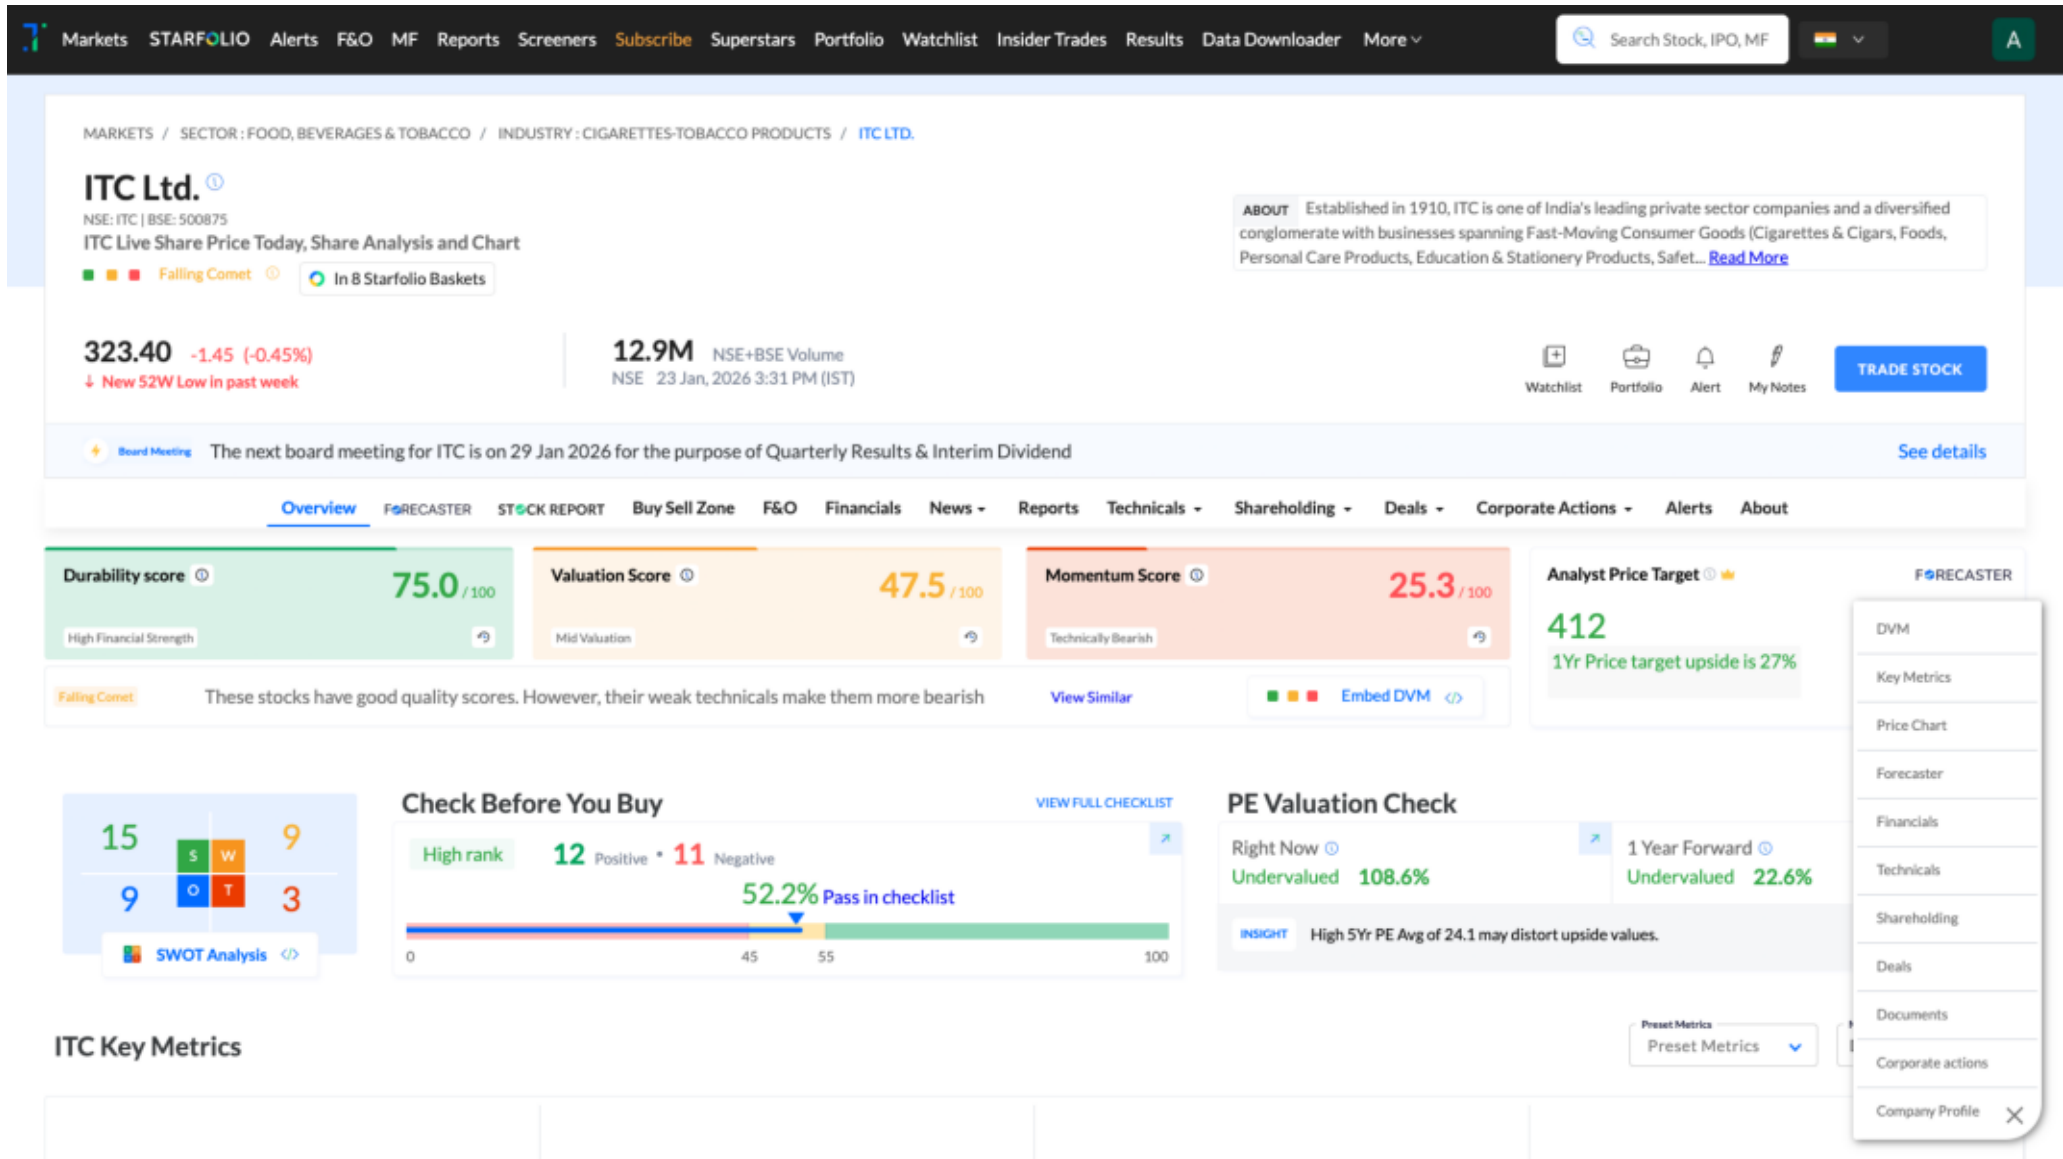 Markets STARFOLIO Alerts F&O MF Reports Screeners Subscribe Superstars Portfolio Watchlist Insider Trades Results Data Downloader More Search Stock, IPO, MF A
MARKETS / SECTOR : FOOD, BEVERAGES & TOBACCO / INDUSTRY : CIGARETTES-TOBACCO PRODUCTS / ITC LTD.
ITC Ltd.
NSE: ITC | BSE: 500875
ITC Live Share Price Today, Share Analysis and Chart
Falling Comet In 8 Starfolio Baskets
ABOUT Established in 1910, ITC is one of India's leading private sector companies and a diversified
conglomerate with businesses spanning Fast-Moving Consumer Goods (Cigarettes & Cigars, Foods,
Personal Care Products, Education & Stationery Products, Safet... Read More
323.40 -1.45 (-0.45%)
↓ New 52W Low in past week
12.9M NSE+BSE Volume
NSE 23 Jan, 2026 3:31 PM (IST)
Watchlist Portfolio Alert My Notes TRADE STOCK
Board Meeting The next board meeting for ITC is on 29 Jan 2026 for the purpose of Quarterly Results & Interim Dividend See details
Overview FORECASTER STOCK REPORT Buy Sell Zone F&O Financials News Reports Technicals Shareholding Deals Corporate Actions Alerts About
Durability score 75.0 / 100
High Financial Strength
Valuation Score 47.5 / 100
Mid Valuation
Momentum Score 25.3 / 100
Technically Bearish
Analyst Price Target FORECASTER
412
1Yr Price target upside is 27%
Falling Comet These stocks have good quality scores. However, their weak technicals make them more bearish View Similar Embed DVM </>
15 9
S W
O T
9 3
SWOT Analysis </>
Check Before You Buy VIEW FULL CHECKLIST
High rank 12 Positive • 11 Negative
52.2% Pass in checklist
0 45 55 100
PE Valuation Check
Right Now
Undervalued 108.6%
1 Year Forward
Undervalued 22.6%
INSIGHT High 5Yr PE Avg of 24.1 may distort upside values.
ITC Key Metrics
Preset Metrics
Preset Metrics
DVM
Key Metrics
Price Chart
Forecaster
Financials
Technicals
Shareholding
Deals
Documents
Corporate actions
Company Profile